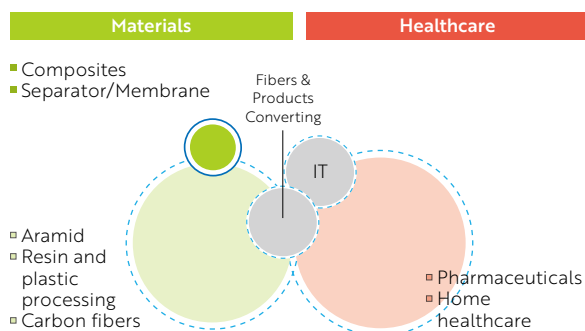 Materials
Healthcare
Composites
Separator/Membrane
Fibers &
Products
Converting
IT
Aramid
Resin and
plastic
processing
Carbon fibers
Pharmaceuticals
Home
healthcare